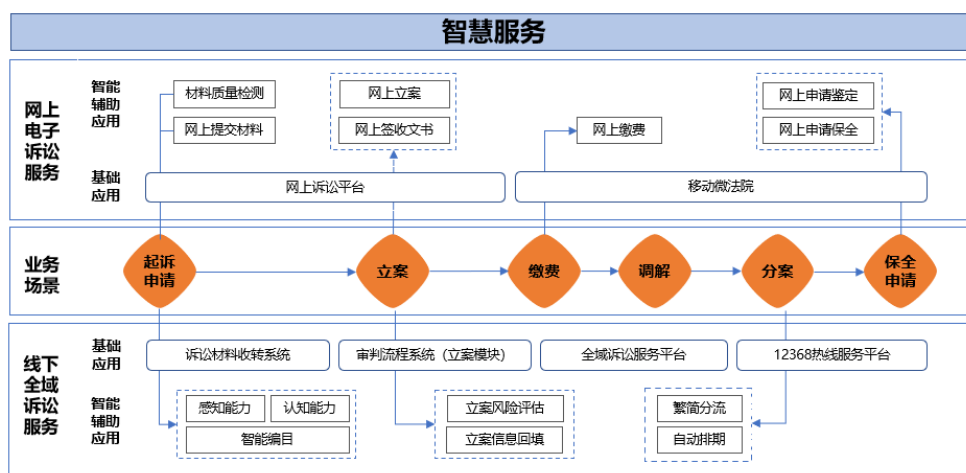 智慧服务
网上
电子
诉讼
服务
智能
辅助
应用
材料质量检测
网上提交材料
网上立案
网上签收文书
网上缴费
网上申请鉴定
网上申请保全
基础
应用
网上诉讼平台
移动微法院
业务
场景
起诉
申请
立案
缴费
调解
分案
保全
申请
线下
全域
诉讼
服务
基础
应用
诉讼材料收转系统
审判流程系统（立案模块）
全域诉讼服务平台
12368热线服务平台
智能
辅助
应用
感知能力
认知能力
智能编目
立案风险评估
立案信息回填
繁简分流
自动排期